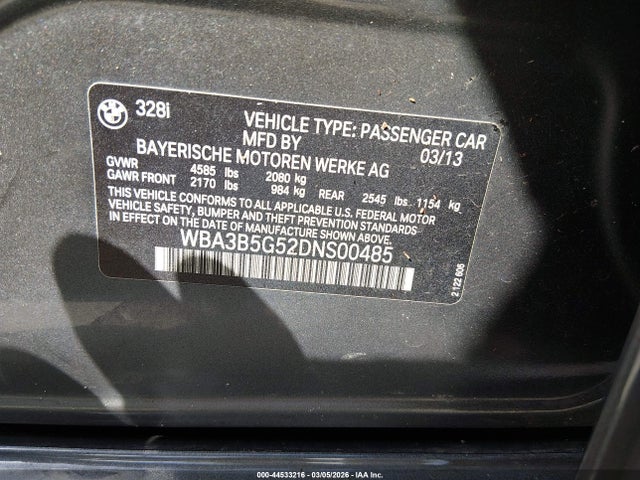 328i VEHICLE TYPE: PASSENGER CAR
MFD BY 03/13
BAYERISCHE MOTOREN WERKE AG
GVWR 4585 lbs 2080 kg
GAWR FRONT 2170 lbs 984 kg REAR 2545 lbs 1154 kg
THIS VEHICLE CONFORMS TO ALL APPLICABLE U.S. FEDERAL MOTOR
VEHICLE SAFETY, BUMPER AND THEFT PREVENTION STANDARDS
IN EFFECT ON THE DATE OF MANUFACTURE SHOWN ABOVE.
WBA3B5G52DNS00485
2 122 606
000-44533216 - 03/05/2026 - IAA Inc.